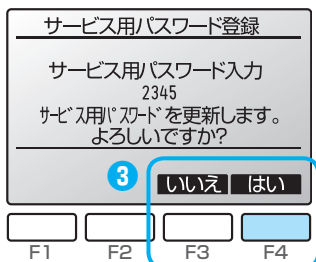 サービス用パスワード登録
サービス用パスワード入力
2345
ｻｰﾋﾞｽ用ﾊﾟｽﾜｰﾄﾞを更新します。
よろしいですか?
3 いいえ はい
F1 F2 F3 F4